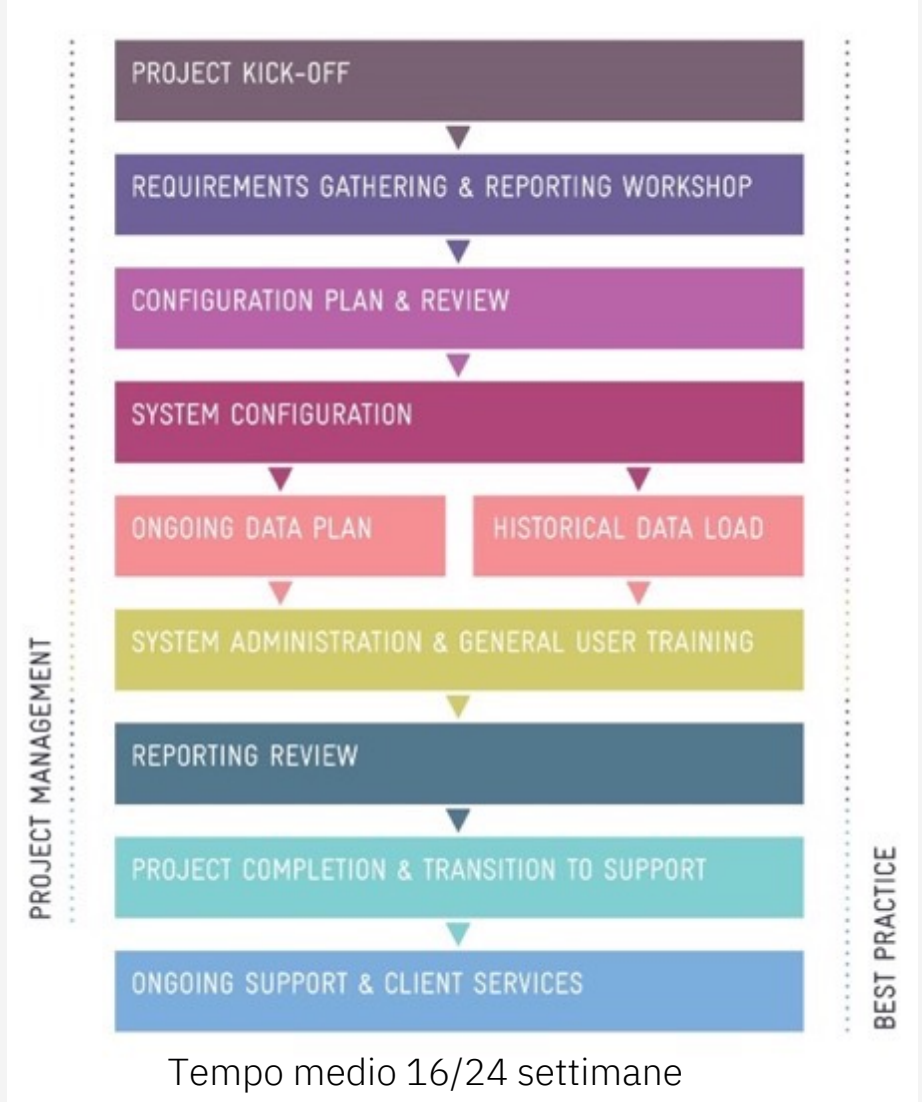 PROJECT KICK-OFF
REQUIREMENTS GATHERING & REPORTING WORKSHOP
CONFIGURATION PLAN & REVIEW
SYSTEM CONFIGURATION
ONGOING DATA PLAN
HISTORICAL DATA LOAD
SYSTEM ADMINISTRATION & GENERAL USER TRAINING
REPORTING REVIEW
PROJECT COMPLETION & TRANSITION TO SUPPORT
ONGOING SUPPORT & CLIENT SERVICES
PROJECT MANAGEMENT
BEST PRACTICE
Tempo medio 16/24 settimane